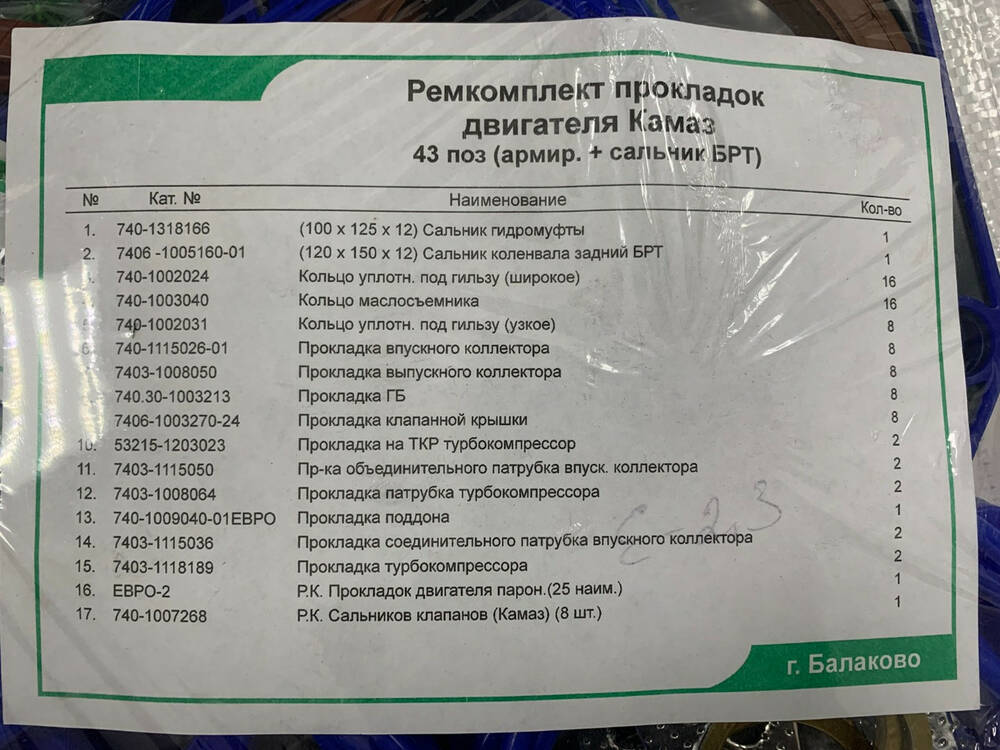 Ремкомплект прокладок
двигателя Камаз
43 поз (армир. + сальник БРТ)
№ Кат. № Наименование Кол-во
1. 740-1318166 (100 x 125 x 12) Сальник гидромуфты 1
2. 7406 -1005160-01 (120 x 150 x 12) Сальник коленвала задний БРТ 1
740-1002024 Кольцо уплотн. под гильзу (широкое) 16
4. 740-1003040 Кольцо маслосъемника 16
5. 740-1002031 Кольцо уплотн. под гильзу (узкое) 8
6. 740-1115026-01 Прокладка впускного коллектора 8
7403-1008050 Прокладка выпускного коллектора 8
740.30-1003213 Прокладка ГБ 8
7406-1003270-24 Прокладка клапанной крышки 8
10. 53215-1203023 Прокладка на ТКР турбокомпрессор 2
11. 7403-1115050 Пр-ка объединительного патрубка впуск. коллектора 2
12. 7403-1008064 Прокладка патрубка турбокомпрессора 2
13. 740-1009040-01ЕВРО Прокладка поддона 1
14. 7403-1115036 Прокладка соединительного патрубка впускного коллектора 2
15. 7403-1118189 Прокладка турбокомпрессора 2
16. ЕВРО-2 Р.К. Прокладок двигателя парон.(25 наим.) 1
17. 740-1007268 Р.К. Сальников клапанов (Камаз) (8 шт.) 1
Е-2,3
г. Балаково